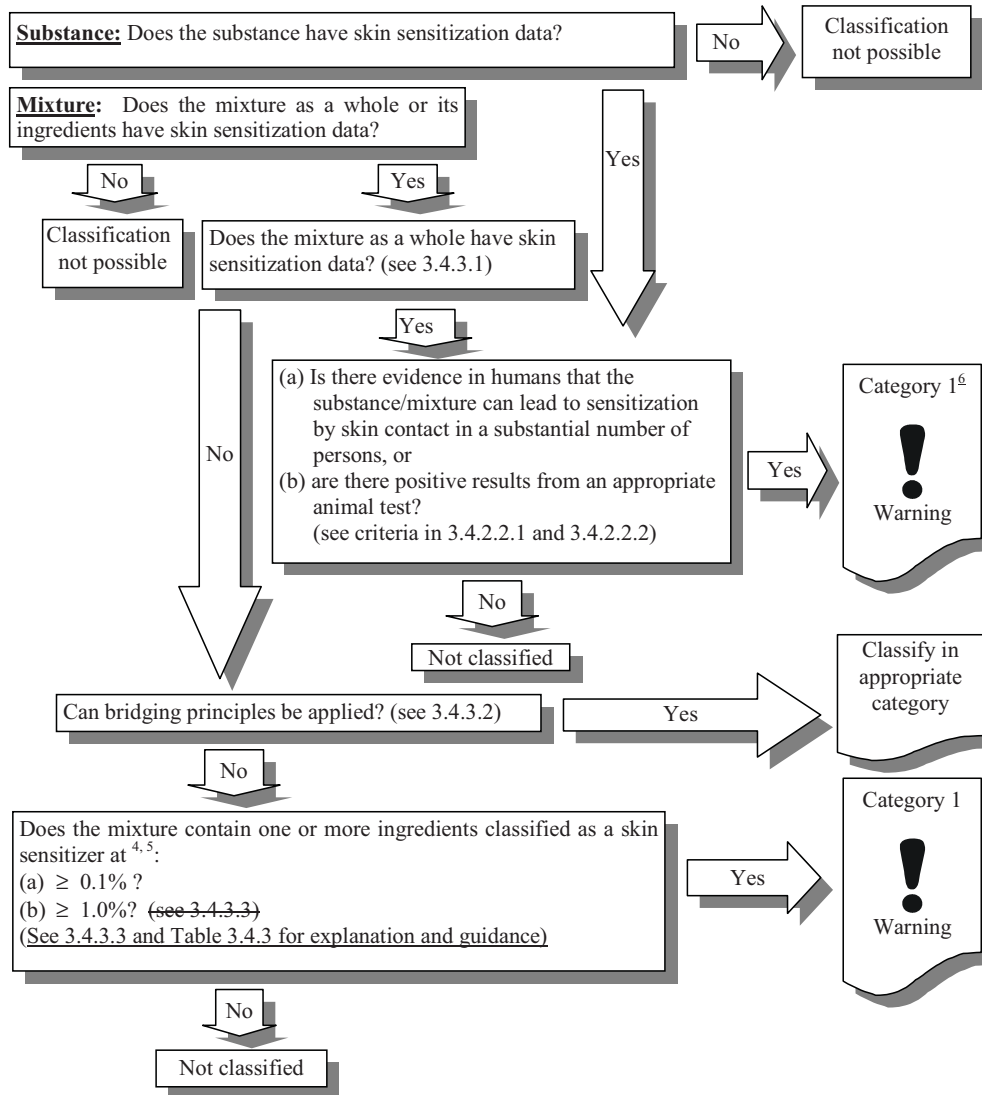 Substance: Does the substance have skin sensitization data?
No
Classification
not possible
Mixture: Does the mixture as a whole or its
ingredients have skin sensitization data?
Yes
No
Yes
Classification
not possible
Does the mixture as a whole have skin
sensitization data? (see 3.4.3.1)
Yes
No
(a) Is there evidence in humans that the
substance/mixture can lead to sensitization
by skin contact in a substantial number of
persons, or
(b) are there positive results from an appropriate
animal test?
(see criteria in 3.4.2.2.1 and 3.4.2.2.2)
Yes
Category 1⁶
!
Warning
No
Not classified
Can bridging principles be applied? (see 3.4.3.2)
Yes
Classify in
appropriate
category
No
Does the mixture contain one or more ingredients classified as a skin
sensitizer at ⁴, ⁵:
(a) ≥ 0.1% ?
(b) ≥ 1.0%? (see 3.4.3.3)
(See 3.4.3.3 and Table 3.4.3 for explanation and guidance)
Yes
Category 1
!
Warning
No
Not classified